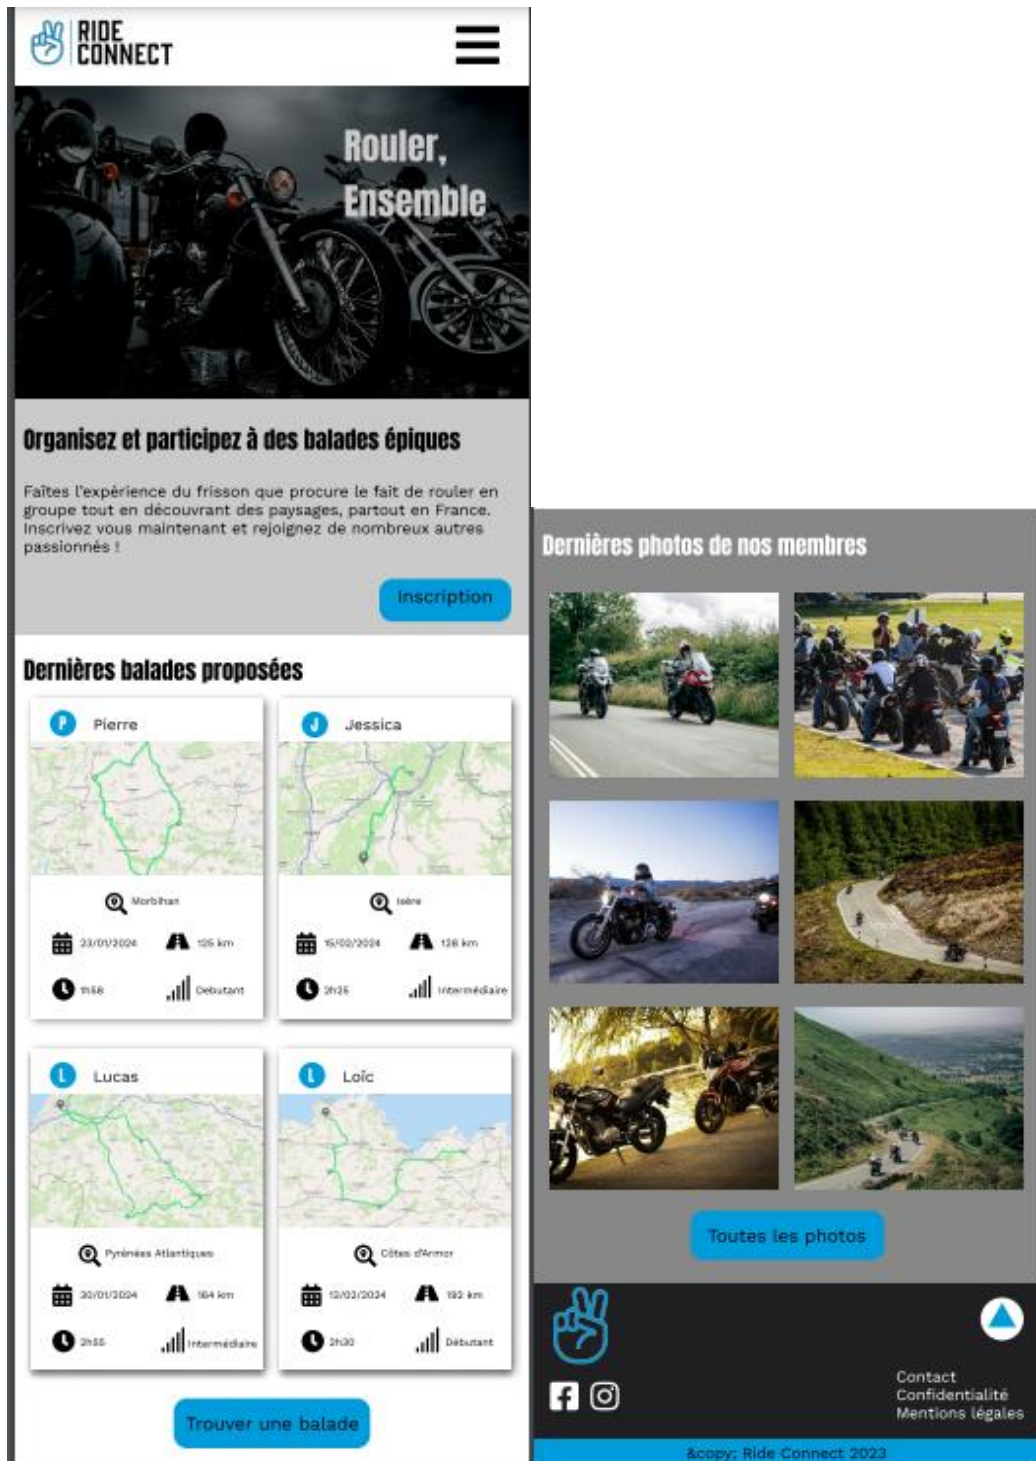 RIDE
CONNECT
Rouler,
Ensemble
Organisez et participez à des balades épiques
Faîtes l'expérience du frisson que procure le fait de rouler en
groupe tout en découvrant des paysages, partout en France.
Inscrivez vous maintenant et rejoignez de nombreux autres
passionnés !
Inscription
Dernières balades proposées
P Pierre
Morbihan
23/01/2024 125 km
1h58 Débutant
J Jessica
Isère
15/02/2024 128 km
2h25 Intermédiaire
L Lucas
Pyrénées Atlantiques
30/01/2024 164 km
2h55 Intermédiaire
L Loïc
Côtes d'Armor
12/02/2024 192 km
2h30 Débutant
Trouver une balade
Dernières photos de nos membres
Toutes les photos
Contact
Confidentialité
Mentions légales
&copy; Ride Connect 2023